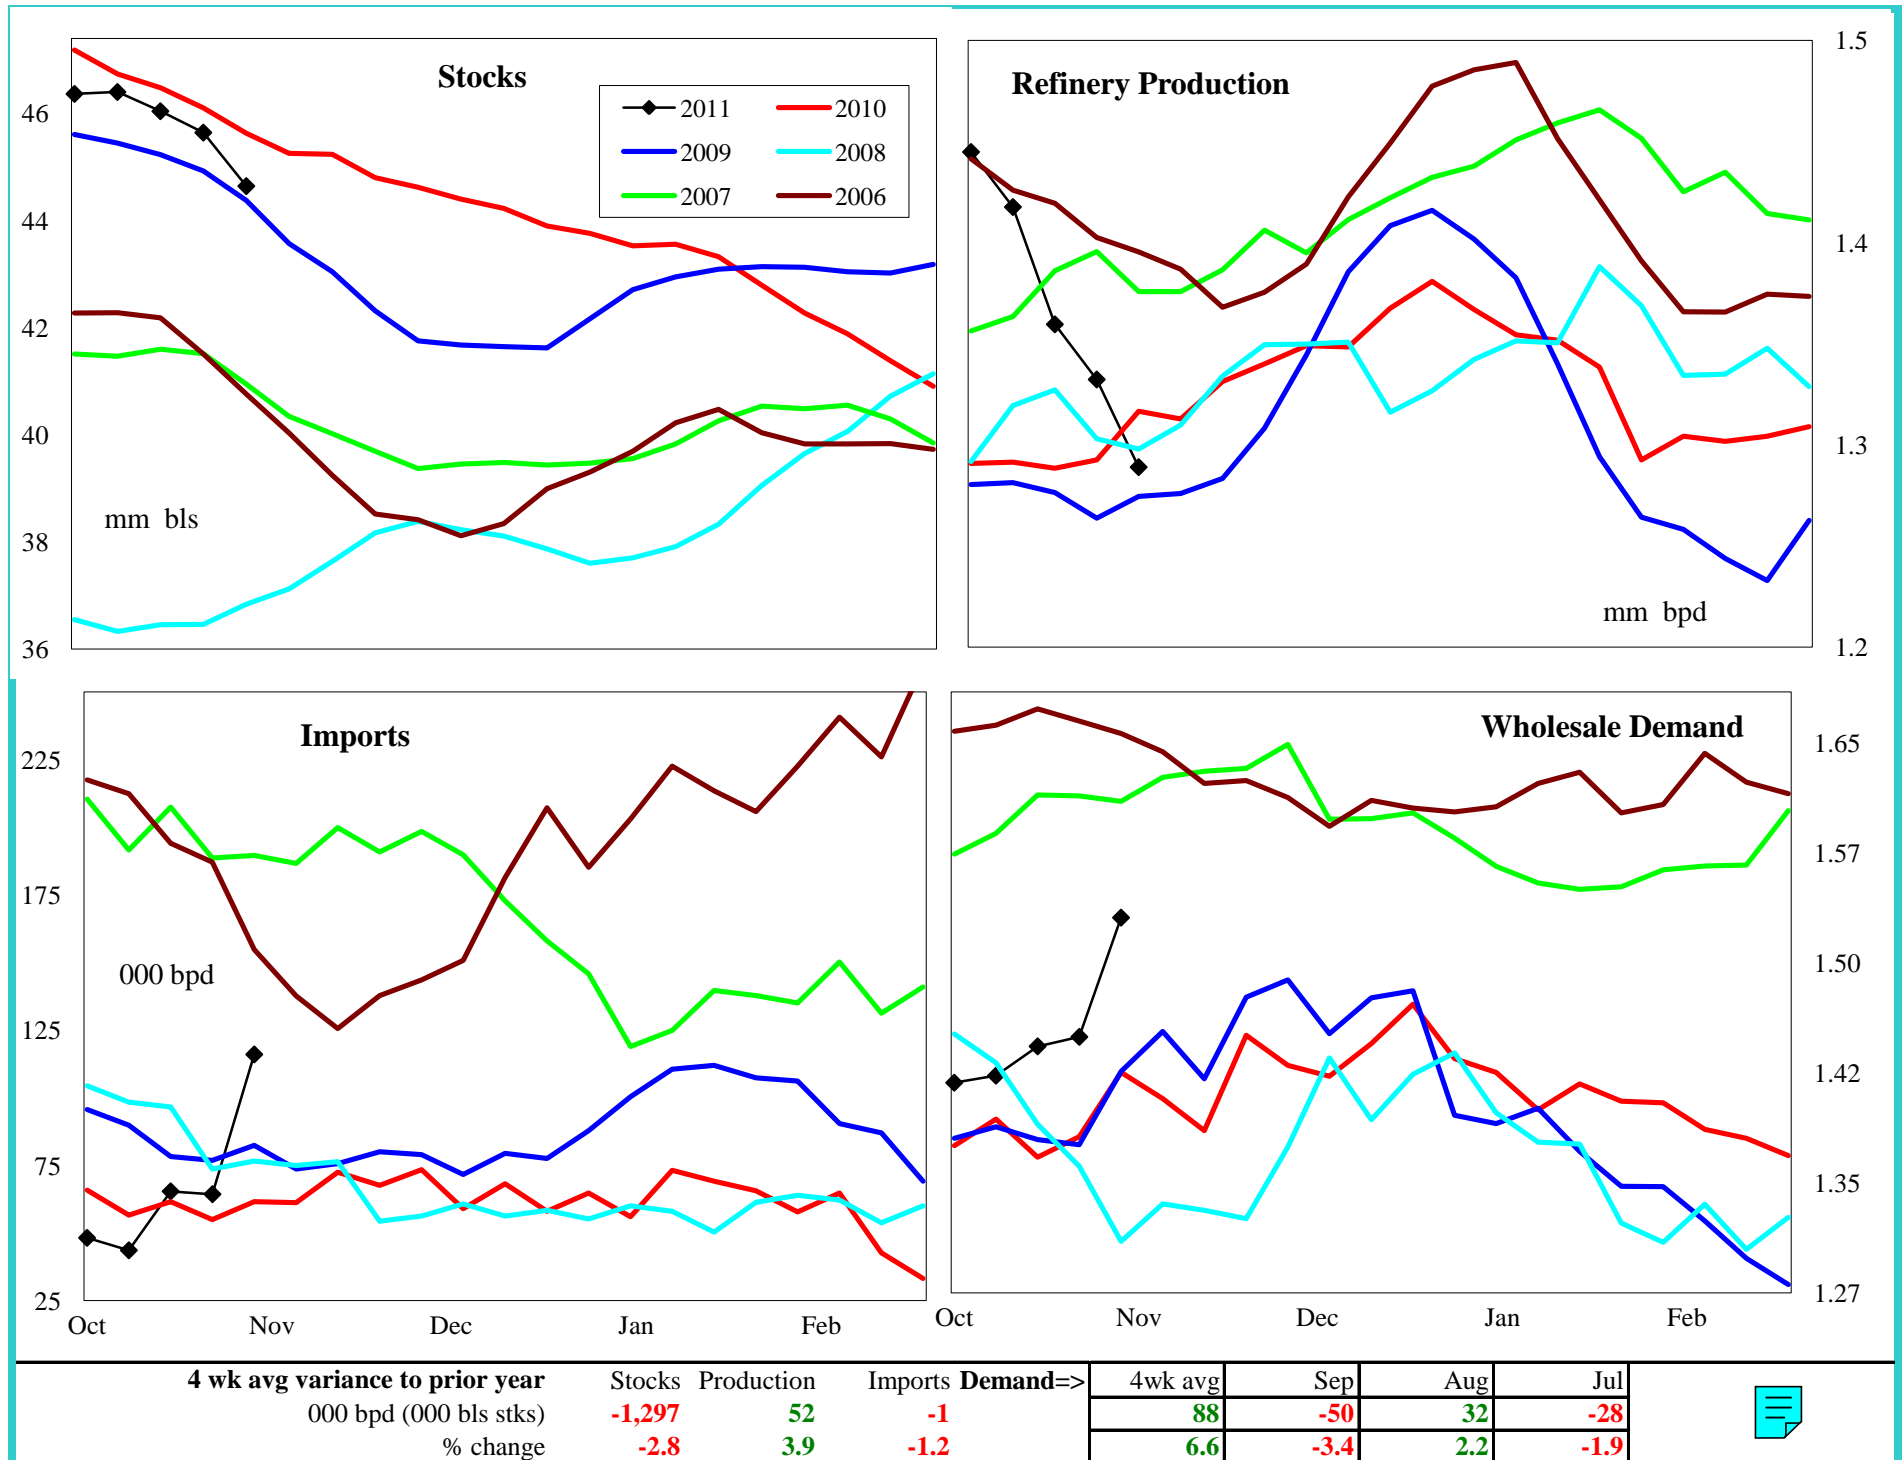 Stocks
2011 2010
2009 2008
2007 2006
46
44
42
40
38
36
mm bls
Refinery Production
1.5
1.4
1.3
1.2
mm bpd
Imports
225
175
125
75
25
000 bpd
Oct Nov Dec Jan Feb
Wholesale Demand
1.65
1.57
1.50
1.42
1.35
1.27
Oct Nov Dec Jan Feb
4 wk avg variance to prior year Stocks Production Imports Demand=> 4wk avg Sep Aug Jul
000 bpd (000 bls stks) -1,297 52 -1 88 -50 32 -28
% change -2.8 3.9 -1.2 6.6 -3.4 2.2 -1.9